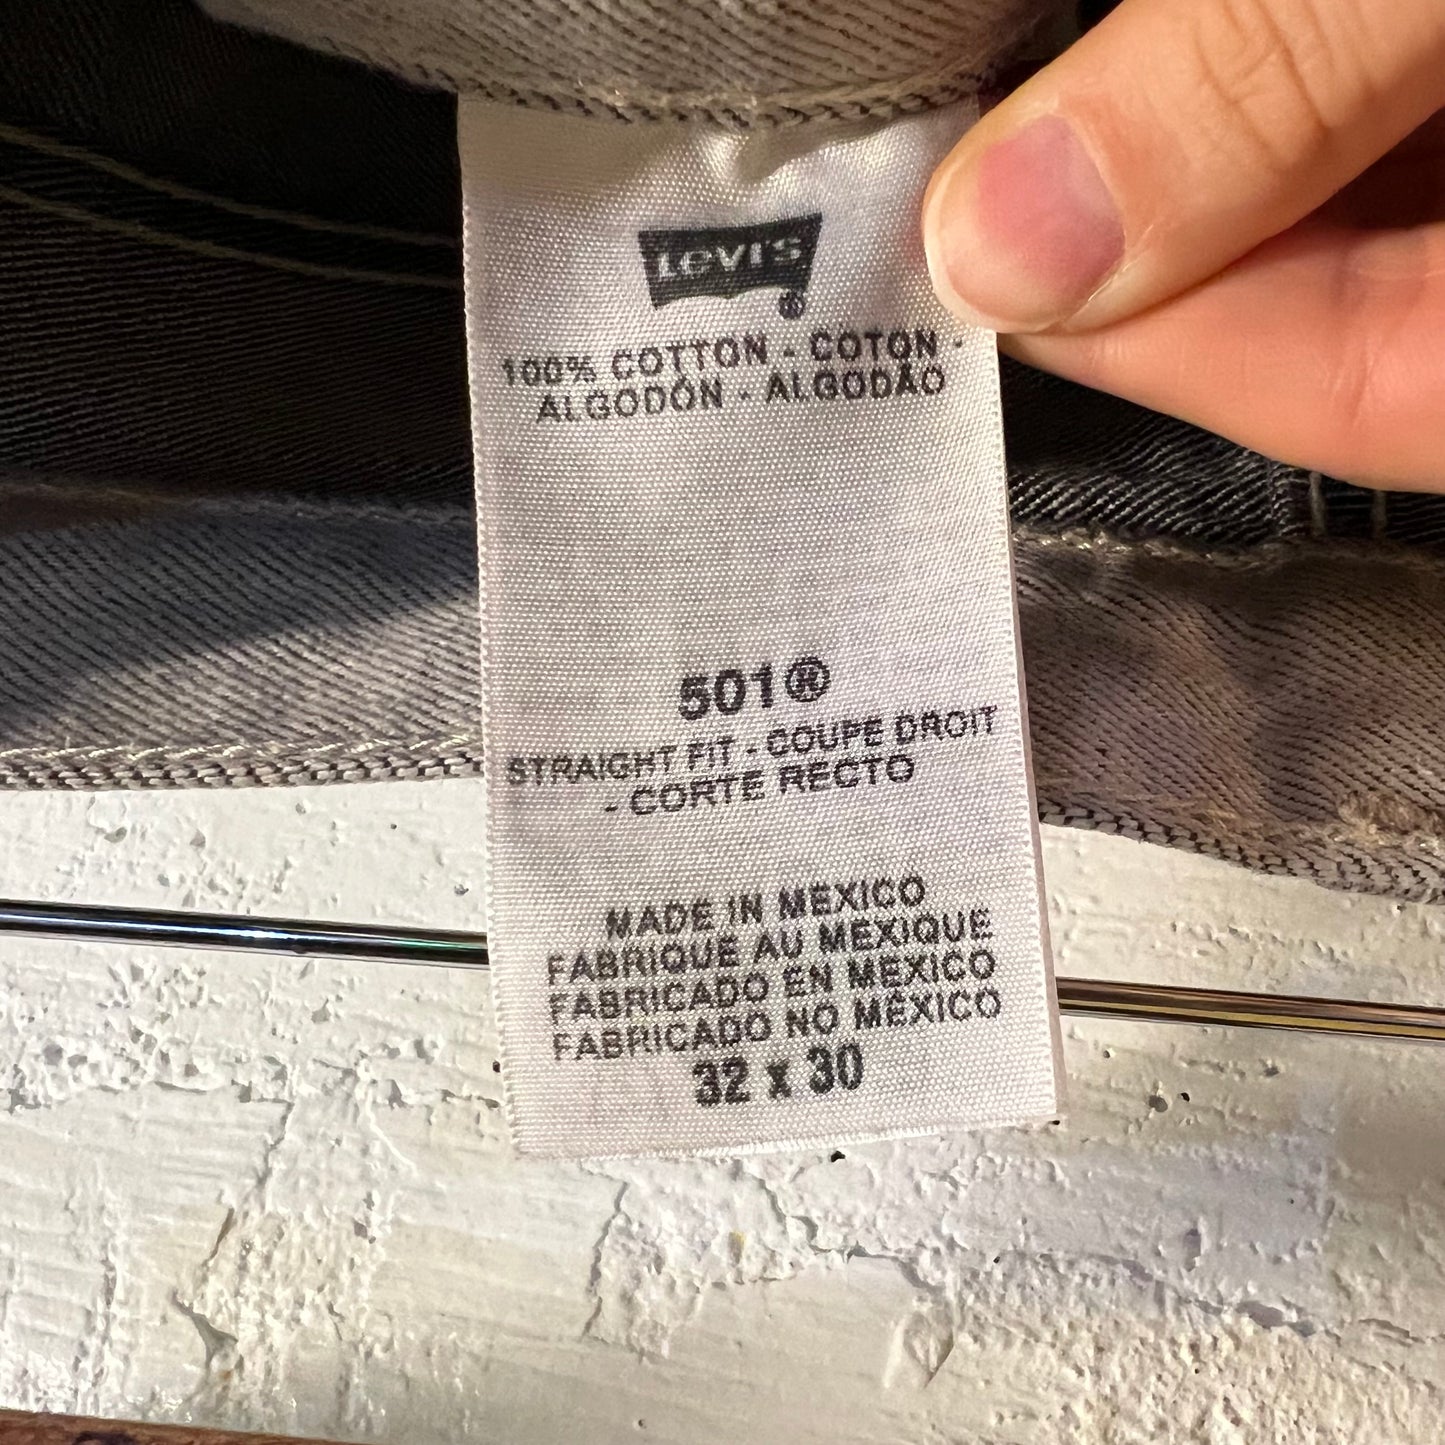 LEVI'S
®
100% COTTON - COTON -
ALGODÓN - ALGODÃO
501®
STRAIGHT FIT - COUPE DROIT
- CORTE RECTO
MADE IN MEXICO
FABRIQUE AU MEXIQUE
FABRICADO EN MEXICO
FABRICADO NO MÉXICO
32 x 30